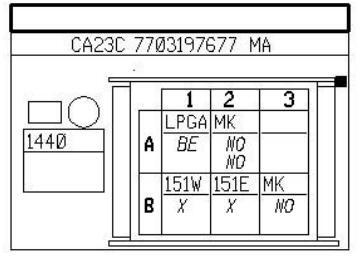 CA23C 7703197677 MA
1 2 3
LPGA MK
1440 A BE NO
NO
151W 151E MK
B X X NO